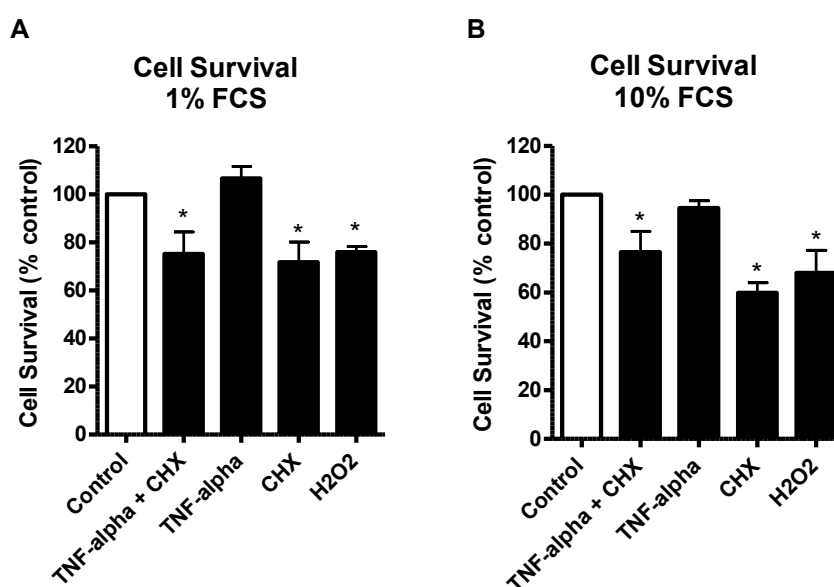 A
Cell Survival
1% FCS
Cell Survival (% control)
120
100
80
60
40
20
0
*
*
*
Control
TNF-alpha + CHX
TNF-alpha
CHX
H2O2
B
Cell Survival
10% FCS
Cell Survival (% control)
120
100
80
60
40
20
0
*
*
*
Control
TNF-alpha + CHX
TNF-alpha
CHX
H2O2